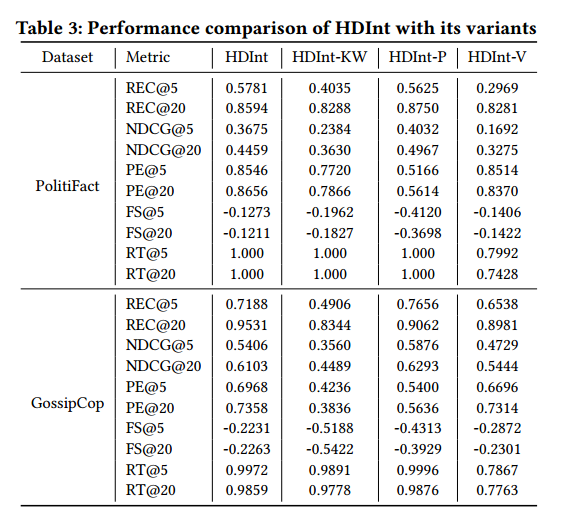 Table 3: Performance comparison of HDInt with its variants
Dataset Metric HDInt HDInt-KW HDInt-P HDInt-V
PolitiFact
REC@5 0.5781 0.4035 0.5625 0.2969
REC@20 0.8594 0.8288 0.8750 0.8281
NDCG@5 0.3675 0.2384 0.4032 0.1692
NDCG@20 0.4459 0.3630 0.4967 0.3275
PE@5 0.8546 0.7720 0.5166 0.8514
PE@20 0.8656 0.7866 0.5614 0.8370
FS@5 -0.1273 -0.1962 -0.4120 -0.1406
FS@20 -0.1211 -0.1827 -0.3698 -0.1422
RT@5 1.000 1.000 1.000 0.7992
RT@20 1.000 1.000 1.000 0.7428
GossipCop
REC@5 0.7188 0.4906 0.7656 0.6538
REC@20 0.9531 0.8344 0.9062 0.8981
NDCG@5 0.5406 0.3560 0.5876 0.4729
NDCG@20 0.6103 0.4489 0.6293 0.5444
PE@5 0.6968 0.4236 0.5400 0.6696
PE@20 0.7358 0.3836 0.5636 0.7314
FS@5 -0.2231 -0.5188 -0.4313 -0.2872
FS@20 -0.2263 -0.5422 -0.3929 -0.2301
RT@5 0.9972 0.9891 0.9996 0.7867
RT@20 0.9859 0.9778 0.9876 0.7763